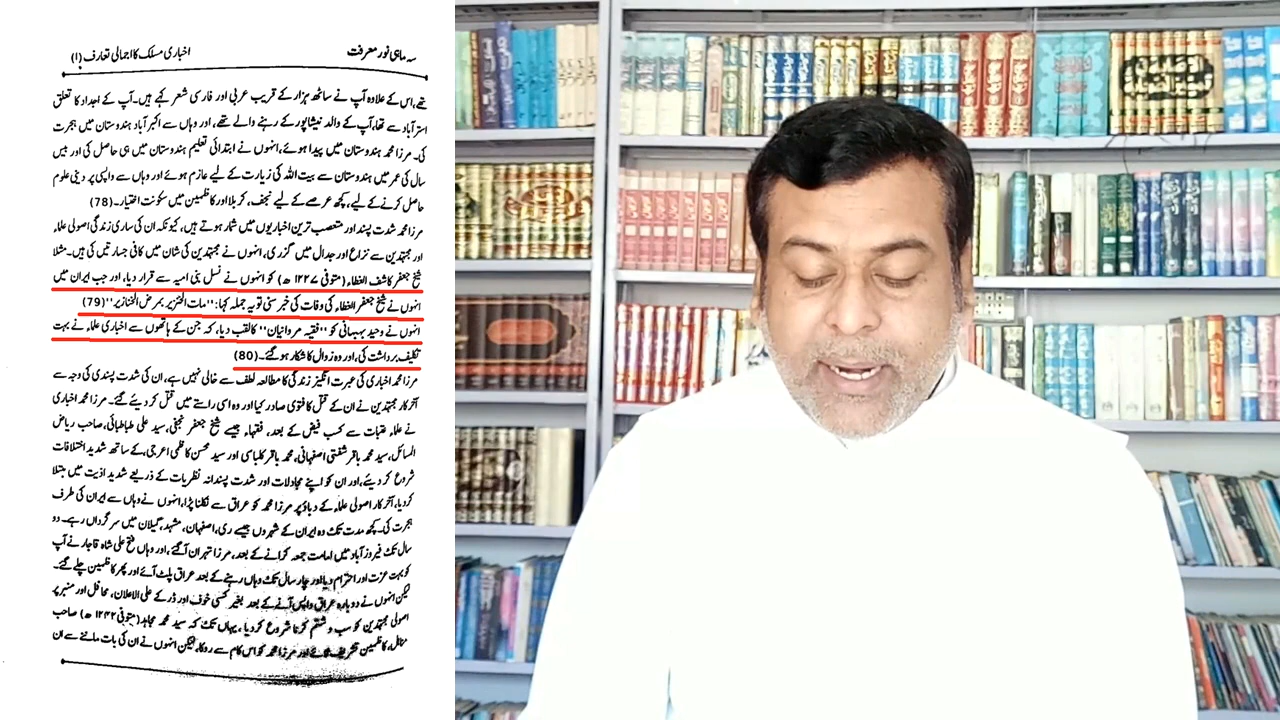 سہ ماہی نور معرفت
اخباری مسلک کا اجمالی تعارف (۱)
تھے، اس کے علاوہ آپ نے ساٹھ ہزار کے قریب عربی اور فارسی شعر کہے ہیں۔ آپ کے اجداد کا تعلق
استر آباد سے تھا، آپ کے والد نیشاپور کے رہنے والے تھے، اور وہاں سے اکبر آباد ہندوستان میں ہجرت
کی۔ مرزا محمد ہندوستان میں پیدا ہوئے، انہوں نے ابتدائی تعلیم ہندوستان میں ہی حاصل کی اور بیس
سال کی عمر میں ہندوستان سے بیت اللہ کی زیارت کے لیے عازم ہوئے اور وہاں سے واپسی پر دینی علوم
حاصل کرنے کے لیے، کچھ عرصے کے لیے نجف، کربلا اور کاظمین میں سکونت اختیار۔ (78)
مرزا محمد شدت پسند اور متعصب ترین اخباریوں میں شمار ہوتے ہیں، کیونکہ ان کی ساری زندگی اصولی علماء
اور مجتہدین سے نزاع اور جدال میں گزری، انہوں نے مجتہدین کی شان میں کافی جسارتیں کی ہیں۔ مثلا
شیخ جعفر کاشف الغطاء (متوفی ۱۲۲۷ ھ) کو انہوں نے نسل بنی امیہ سے قرار دیا، اور جب ایران میں
انہوں نے شیخ جعفر الغطاء کی وفات کی خبر سنی تو یہ جملہ کہا: "مات الخنزیر بمرض الخنازیر" (79)
انہوں نے وحید بہبہانی کو "فقیہ مروانیان" کا لقب دیا، کہ جن کے ہاتھوں سے اخباری علماء نے بہت
تکلیف برداشت کی، اور وہ زوال کا شکار ہو گئے۔ (80)
مرزا محمد اخباری کی عبرت انگیز زندگی کا مطالعہ لطف سے خالی نہیں ہے، ان کی شدت پسندی کی وجہ سے
آخر کار مجتہدین نے ان کے قتل کا فتویٰ صادر کیا اور وہ اسی راستے میں قتل کر دیئے گئے۔ مرزا محمد اخباری
نے علماء عتبات سے کسب فیض کے بعد، فقہاء جیسے شیخ جعفر نجفی، سید علی طباطبائی، صاحب ریاض
المسائل، سید محمد باقر شفتی اصفہانی، محمد باقر کلباسی اور سید محسن کاظمی اعرجی، کے ساتھ شدید اختلافات
شروع کر دیئے، اور ان کو اپنے مجادلات اور شدت پسندانہ نظریات کے ذریعے شدید اذیت میں مبتلا
کر دیا، آخر کار اصولی علماء کے دباؤ پر مرزا محمد کو عراق سے نکلنا پڑا، انہوں نے وہاں سے ایران کی طرف
ہجرت کی۔ کچھ مدت تک وہ ایران کے شہروں جیسے ری، اصفہان، مشہد، گیلان میں سر گرداں رہے۔ دو
سال تک فیروزآباد میں امامت جمعہ کرانے کے بعد، مرزا تہران آگئے، اور وہاں فتح علی شاہ قاجار نے آپ
کو بہت عزت اور احترام دیا اور چار سال تک وہاں رہنے کے بعد عراق پلٹ آئے اور پھر کاظمین چلے گئے۔
لیکن انہوں نے دوبارہ عراق واپس آنے کے بعد بغیر کسی خوف اور ڈر کے علی الاعلان، محافل اور منبر پر
اصولی مجتہدین کو سب و شتم کرنا شروع کر دیا، یہاں تک کہ سید محمد مجاہد (متوفی ۱۲۴۲ ھ) صاحب
مناہل، کاظمین تشریف لائے اور مرزا محمد کو اس کام سے روکا، لیکن انہوں نے ان کی بات ماننے سے ان